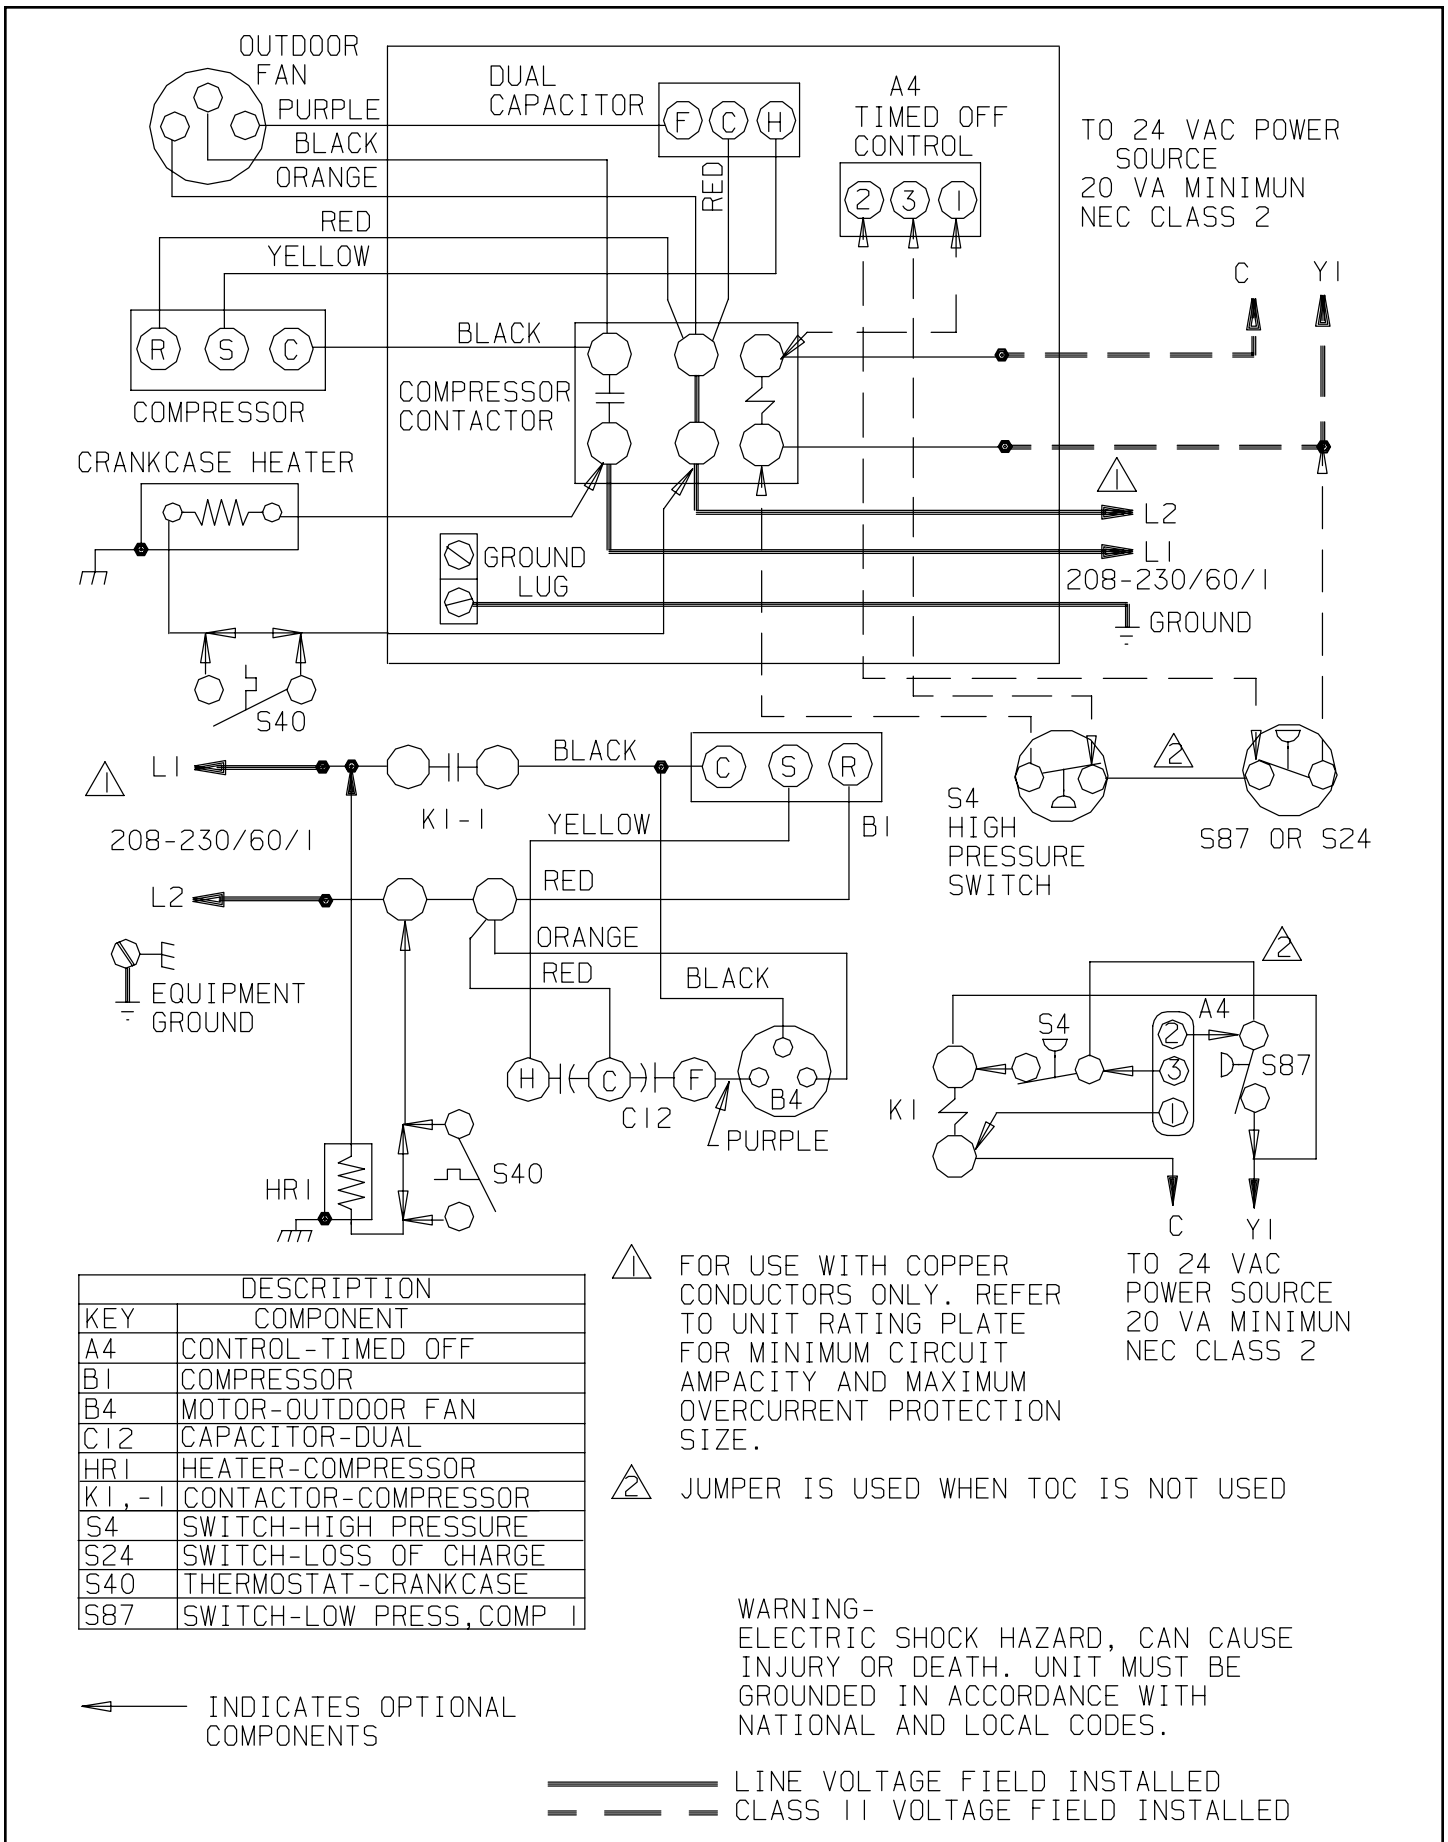 OUTDOOR
FAN
PURPLE
BLACK
ORANGE
RED
YELLOW
DUAL
CAPACITOR
F C H
RED
A4
TIMED OFF
CONTROL
2 3 1
TO 24 VAC POWER
SOURCE
20 VA MINIMUN
NEC CLASS 2
C Y1
R S C
COMPRESSOR
BLACK
COMPRESSOR
CONTACTOR
CRANKCASE HEATER
GROUND
LUG
1
L2
L1
208-230/60/1
GROUND
S40
1
L1
208-230/60/1
L2
K1-1
BLACK
C S R
B1
YELLOW
RED
ORANGE
RED
BLACK
EQUIPMENT
GROUND
H C F
C12
B4
PURPLE
HR1
S40
S4
HIGH
PRESSURE
SWITCH
2
S87 OR S24
2
S4
A4
2
3
1
S87
K1
C Y1
TO 24 VAC
POWER SOURCE
20 VA MINIMUN
NEC CLASS 2
DESCRIPTION
KEY COMPONENT
A4 CONTROL-TIMED OFF
B1 COMPRESSOR
B4 MOTOR-OUTDOOR FAN
C12 CAPACITOR-DUAL
HR1 HEATER-COMPRESSOR
K1,-1 CONTACTOR-COMPRESSOR
S4 SWITCH-HIGH PRESSURE
S24 SWITCH-LOSS OF CHARGE
S40 THERMOSTAT-CRANKCASE
S87 SWITCH-LOW PRESS,COMP 1
1 FOR USE WITH COPPER
CONDUCTORS ONLY. REFER
TO UNIT RATING PLATE
FOR MINIMUM CIRCUIT
AMPACITY AND MAXIMUM
OVERCURRENT PROTECTION
SIZE.
2 JUMPER IS USED WHEN TOC IS NOT USED
WARNING-
ELECTRIC SHOCK HAZARD, CAN CAUSE
INJURY OR DEATH. UNIT MUST BE
GROUNDED IN ACCORDANCE WITH
NATIONAL AND LOCAL CODES.
INDICATES OPTIONAL
COMPONENTS
LINE VOLTAGE FIELD INSTALLED
CLASS 11 VOLTAGE FIELD INSTALLED